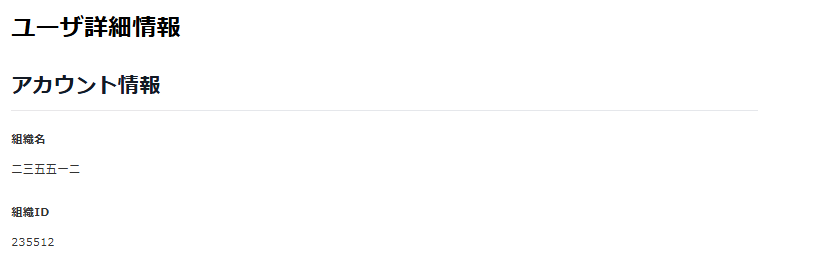 ユーザ詳細情報
アカウント情報
組織名
二三五五一二
組織ID
235512